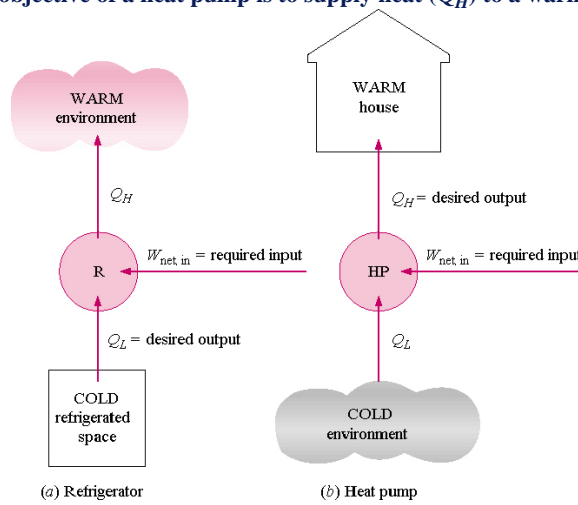 objective of a heat pump is to supply heat (Q_H) to a warm
WARM
environment
Q_H
R
W_net, in = required input
Q_L = desired output
COLD
refrigerated
space
(a) Refrigerator
WARM
house
Q_H = desired output
HP
W_net, in = required input
Q_L
COLD
environment
(b) Heat pump